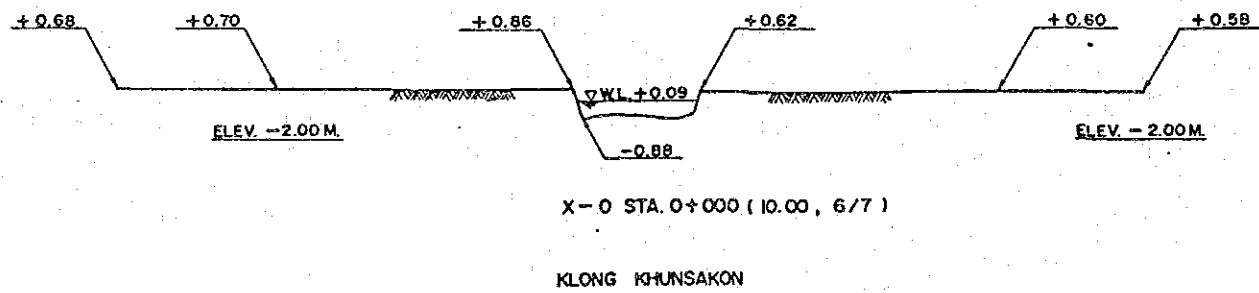 +0.68 +0.70 +0.86 +0.62 +0.60 +0.58
W.L. +0.09
ELEV. -2.00 M. ELEV. - 2.00 M.
-0.88
X-0 STA. 0+000 (10.00, 6/7)
KLONG KHUNSAKON